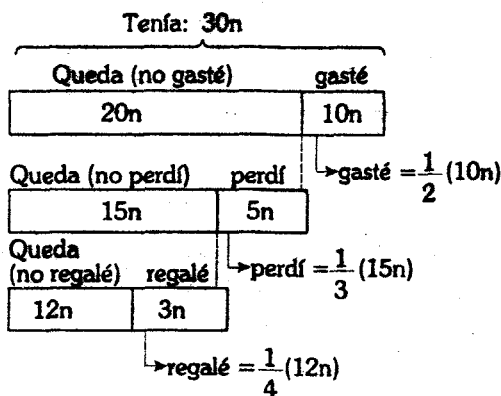 Tenía: 30n
Queda (no gasté) gasté
20n 10n
gasté = 1/2 (10n)
Queda (no perdí) perdí
15n 5n
perdí = 1/3 (15n)
Queda
(no regalé) regalé
12n 3n
regalé = 1/4 (12n)